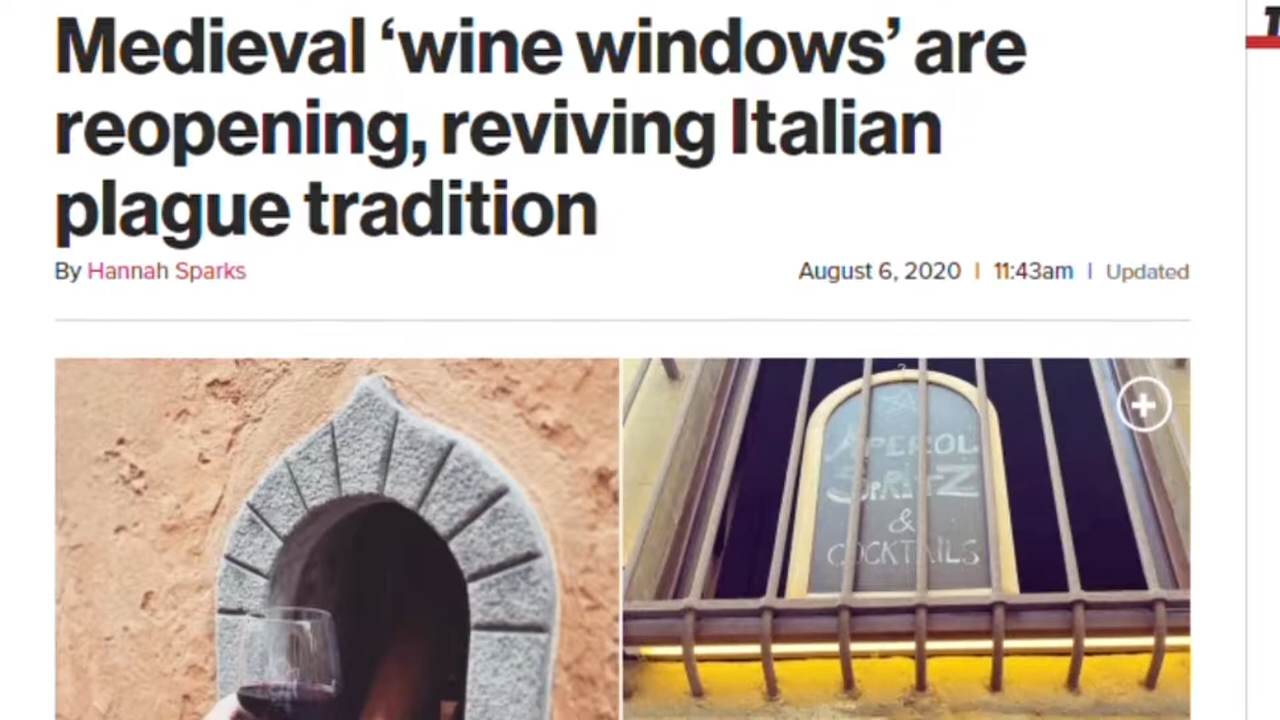 Medieval ‘wine windows’ are
reopening, reviving Italian
plague tradition
By Hannah Sparks
August 6, 2020 | 11:43am | Updated
APEROL
SPRITZ
&
COCKTAILS